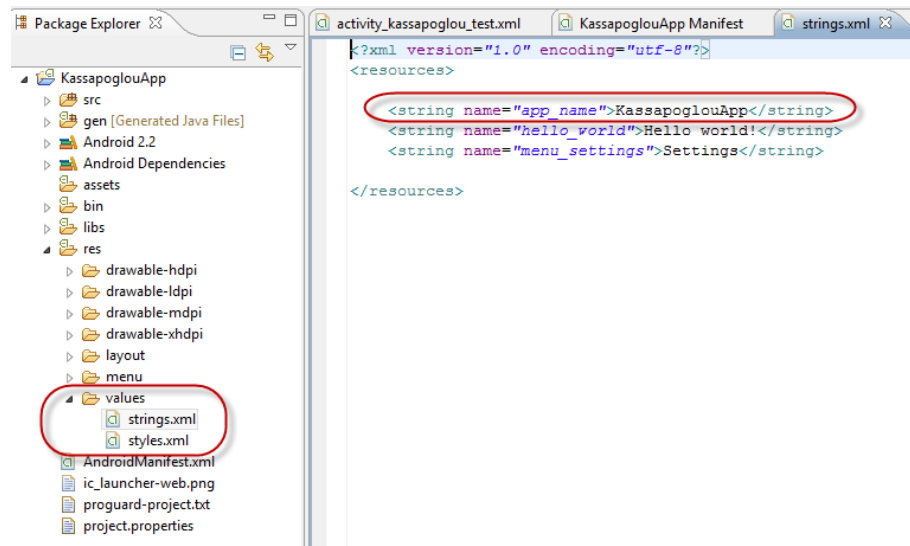 Package Explorer
KassapoglouApp
src
gen [Generated Java Files]
Android 2.2
Android Dependencies
assets
bin
libs
res
drawable-hdpi
drawable-ldpi
drawable-mdpi
drawable-xhdpi
layout
menu
values
strings.xml
styles.xml
AndroidManifest.xml
ic_launcher-web.png
proguard-project.txt
project.properties
activity_kassapoglou_test.xml
KassapoglouApp Manifest
strings.xml
<?xml version="1.0" encoding="utf-8"?>
<resources>
<string name="app_name">KassapoglouApp</string>
<string name="hello_world">Hello world!</string>
<string name="menu_settings">Settings</string>
</resources>